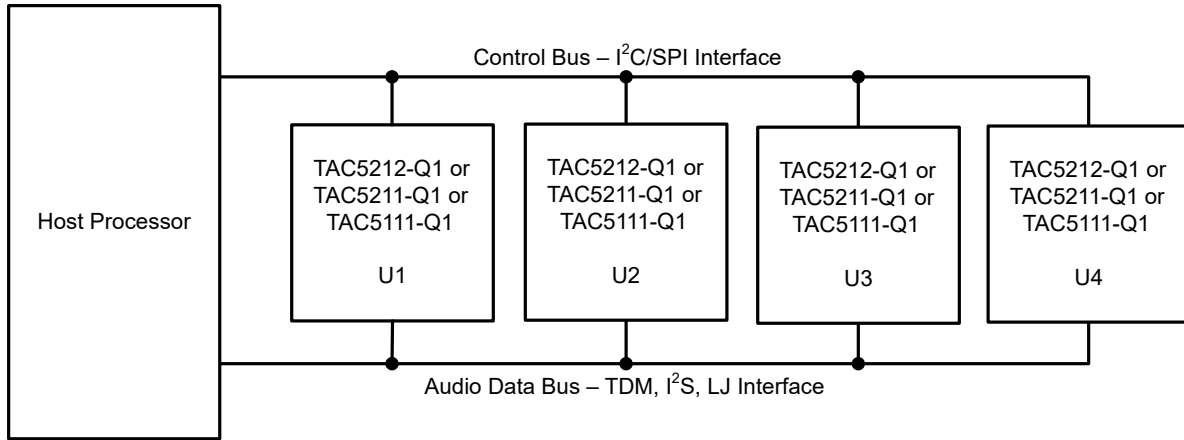 Control Bus – I²C/SPI Interface
Host Processor
TAC5212-Q1 or
TAC5211-Q1 or
TAC5111-Q1
U1
TAC5212-Q1 or
TAC5211-Q1 or
TAC5111-Q1
U2
TAC5212-Q1 or
TAC5211-Q1 or
TAC5111-Q1
U3
TAC5212-Q1 or
TAC5211-Q1 or
TAC5111-Q1
U4
Audio Data Bus – TDM, I²S, LJ Interface